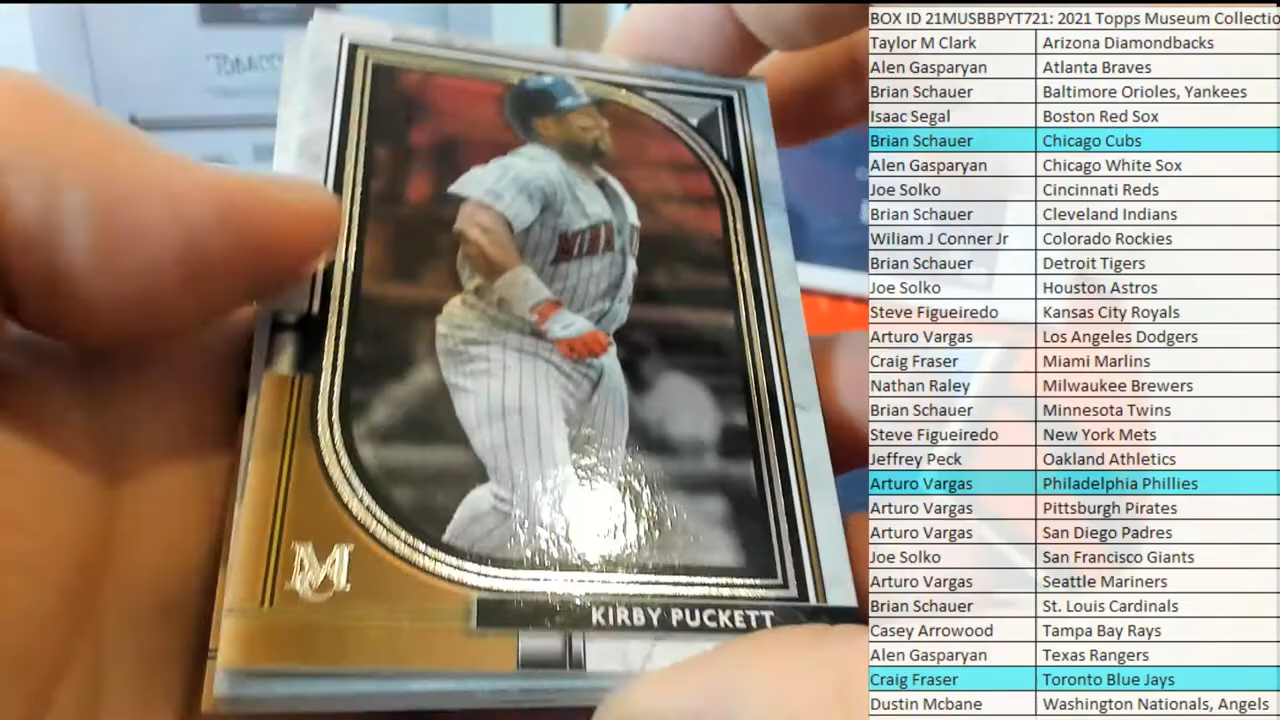 TOBACCO
MINN
M
KIRBY PUCKETT
BOX ID 21MUSBBPYT721: 2021 Topps Museum Collectio
Taylor M Clark Arizona Diamondbacks
Alen Gasparyan Atlanta Braves
Brian Schauer Baltimore Orioles, Yankees
Isaac Segal Boston Red Sox
Brian Schauer Chicago Cubs
Alen Gasparyan Chicago White Sox
Joe Solko Cincinnati Reds
Brian Schauer Cleveland Indians
Wiliam J Conner Jr Colorado Rockies
Brian Schauer Detroit Tigers
Joe Solko Houston Astros
Steve Figueiredo Kansas City Royals
Arturo Vargas Los Angeles Dodgers
Craig Fraser Miami Marlins
Nathan Raley Milwaukee Brewers
Brian Schauer Minnesota Twins
Steve Figueiredo New York Mets
Jeffrey Peck Oakland Athletics
Arturo Vargas Philadelphia Phillies
Arturo Vargas Pittsburgh Pirates
Arturo Vargas San Diego Padres
Joe Solko San Francisco Giants
Arturo Vargas Seattle Mariners
Brian Schauer St. Louis Cardinals
Casey Arrowood Tampa Bay Rays
Alen Gasparyan Texas Rangers
Craig Fraser Toronto Blue Jays
Dustin Mcbane Washington Nationals, Angels